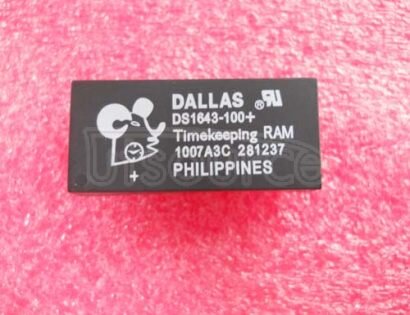 DALLAS ®
DS1643-100+
Timekeeping RAM
1007A3C 281237
PHILIPPINES
+